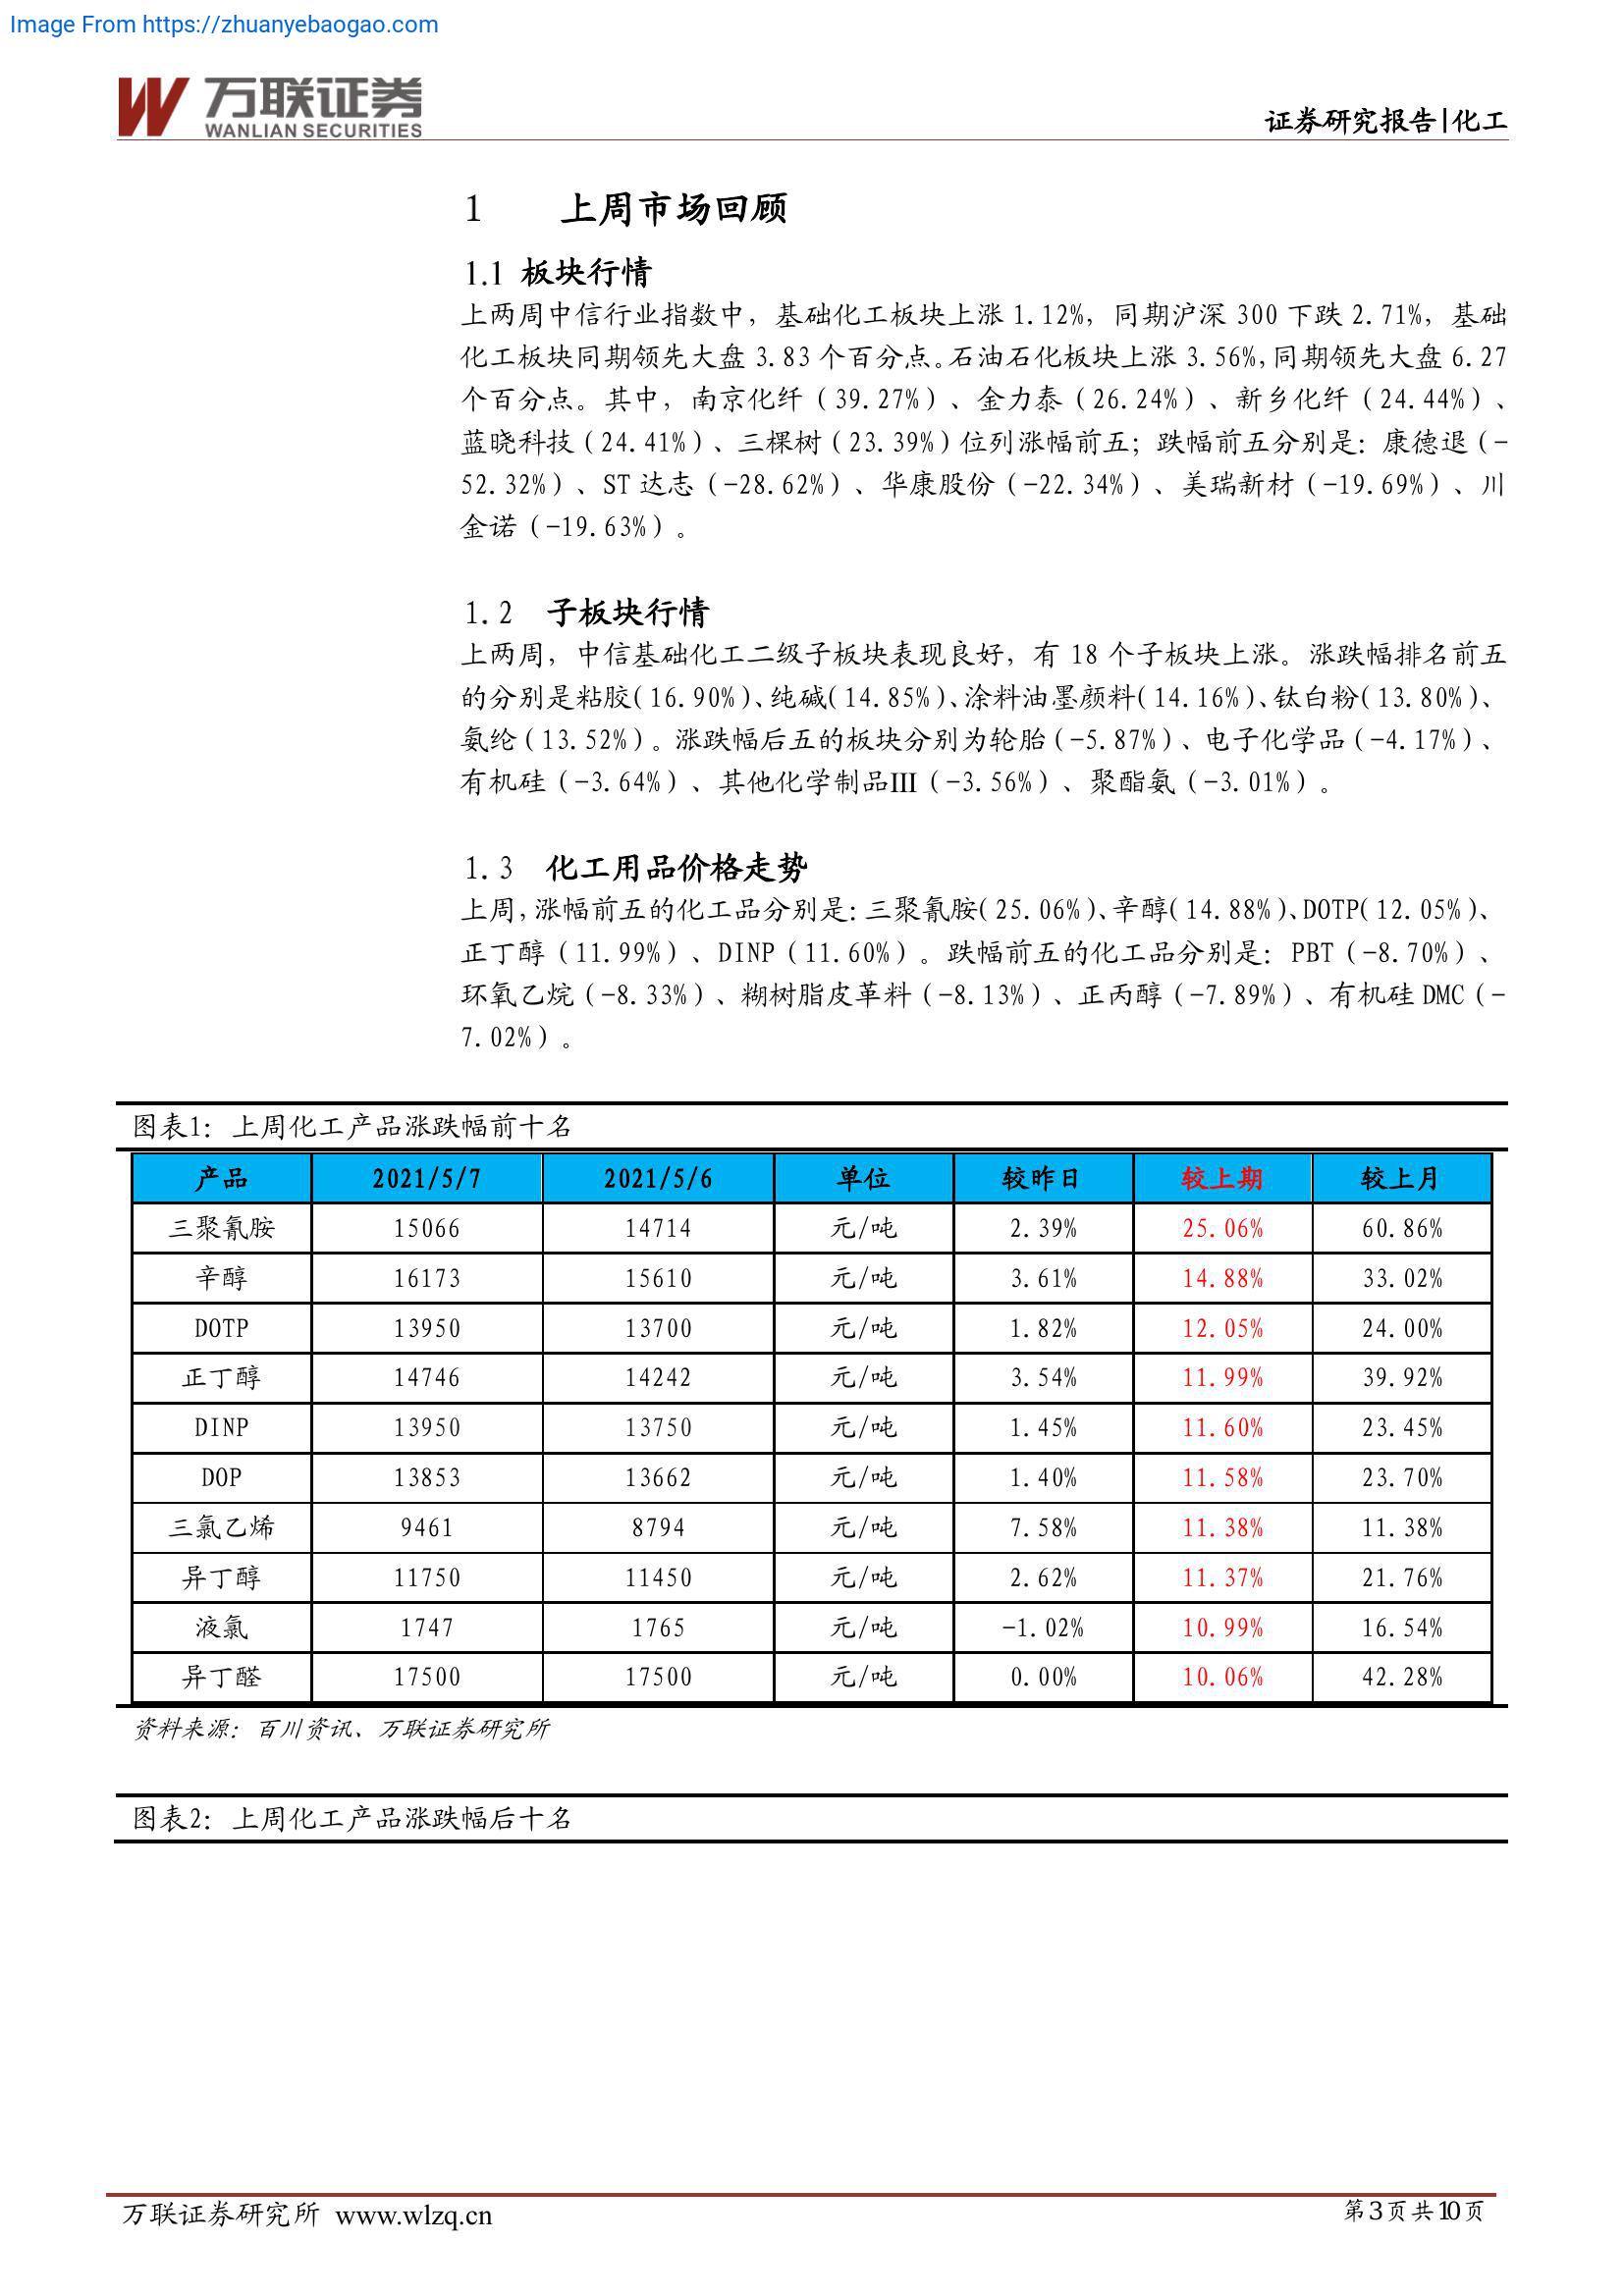 Image From https://zhuanyebaogao.com
万联证券
WANLIAN SECURITIES
证券研究报告|化工
1 上周市场回顾
1.1 板块行情
上两周中信行业指数中，基础化工板块上涨 1.12%，同期沪深 300 下跌 2.71%，基础
化工板块同期领先大盘 3.83 个百分点。石油石化板块上涨 3.56%，同期领先大盘 6.27
个百分点。其中，南京化纤（39.27%）、金力泰（26.24%）、新乡化纤（24.44%）、
蓝晓科技（24.41%）、三棵树（23.39%）位列涨幅前五；跌幅前五分别是：康德退（-
52.32%）、ST 达志（-28.62%）、华康股份（-22.34%）、美瑞新材（-19.69%）、川
金诺（-19.63%）。
1.2 子板块行情
上两周，中信基础化工二级子板块表现良好，有 18 个子板块上涨。涨跌幅排名前五
的分别是粘胶（16.90%）、纯碱（14.85%）、涂料油墨颜料（14.16%）、钛白粉（13.80%）、
氨纶（13.52%）。涨跌幅后五的板块分别为轮胎（-5.87%）、电子化学品（-4.17%）、
有机硅（-3.64%）、其他化学制品Ⅲ（-3.56%）、聚酯氨（-3.01%）。
1.3 化工用品价格走势
上周，涨幅前五的化工品分别是：三聚氰胺（25.06%）、辛醇（14.88%）、DOTP（12.05%）、
正丁醇（11.99%）、DINP（11.60%）。跌幅前五的化工品分别是：PBT（-8.70%）、
环氧乙烷（-8.33%）、糊树脂皮革料（-8.13%）、正丙醇（-7.89%）、有机硅 DMC（-
7.02%）。
图表1：上周化工产品涨跌幅前十名
产品 2021/5/7 2021/5/6 单位 较昨日 较上期 较上月
三聚氰胺 15066 14714 元/吨 2.39% 25.06% 60.86%
辛醇 16173 15610 元/吨 3.61% 14.88% 33.02%
DOTP 13950 13700 元/吨 1.82% 12.05% 24.00%
正丁醇 14746 14242 元/吨 3.54% 11.99% 39.92%
DINP 13950 13750 元/吨 1.45% 11.60% 23.45%
DOP 13853 13662 元/吨 1.40% 11.58% 23.70%
三氯乙烯 9461 8794 元/吨 7.58% 11.38% 11.38%
异丁醇 11750 11450 元/吨 2.62% 11.37% 21.76%
液氯 1747 1765 元/吨 -1.02% 10.99% 16.54%
异丁醛 17500 17500 元/吨 0.00% 10.06% 42.28%
资料来源：百川资讯、万联证券研究所
图表2：上周化工产品涨跌幅后十名
万联证券研究所 www.wlzq.cn
第3页共10页